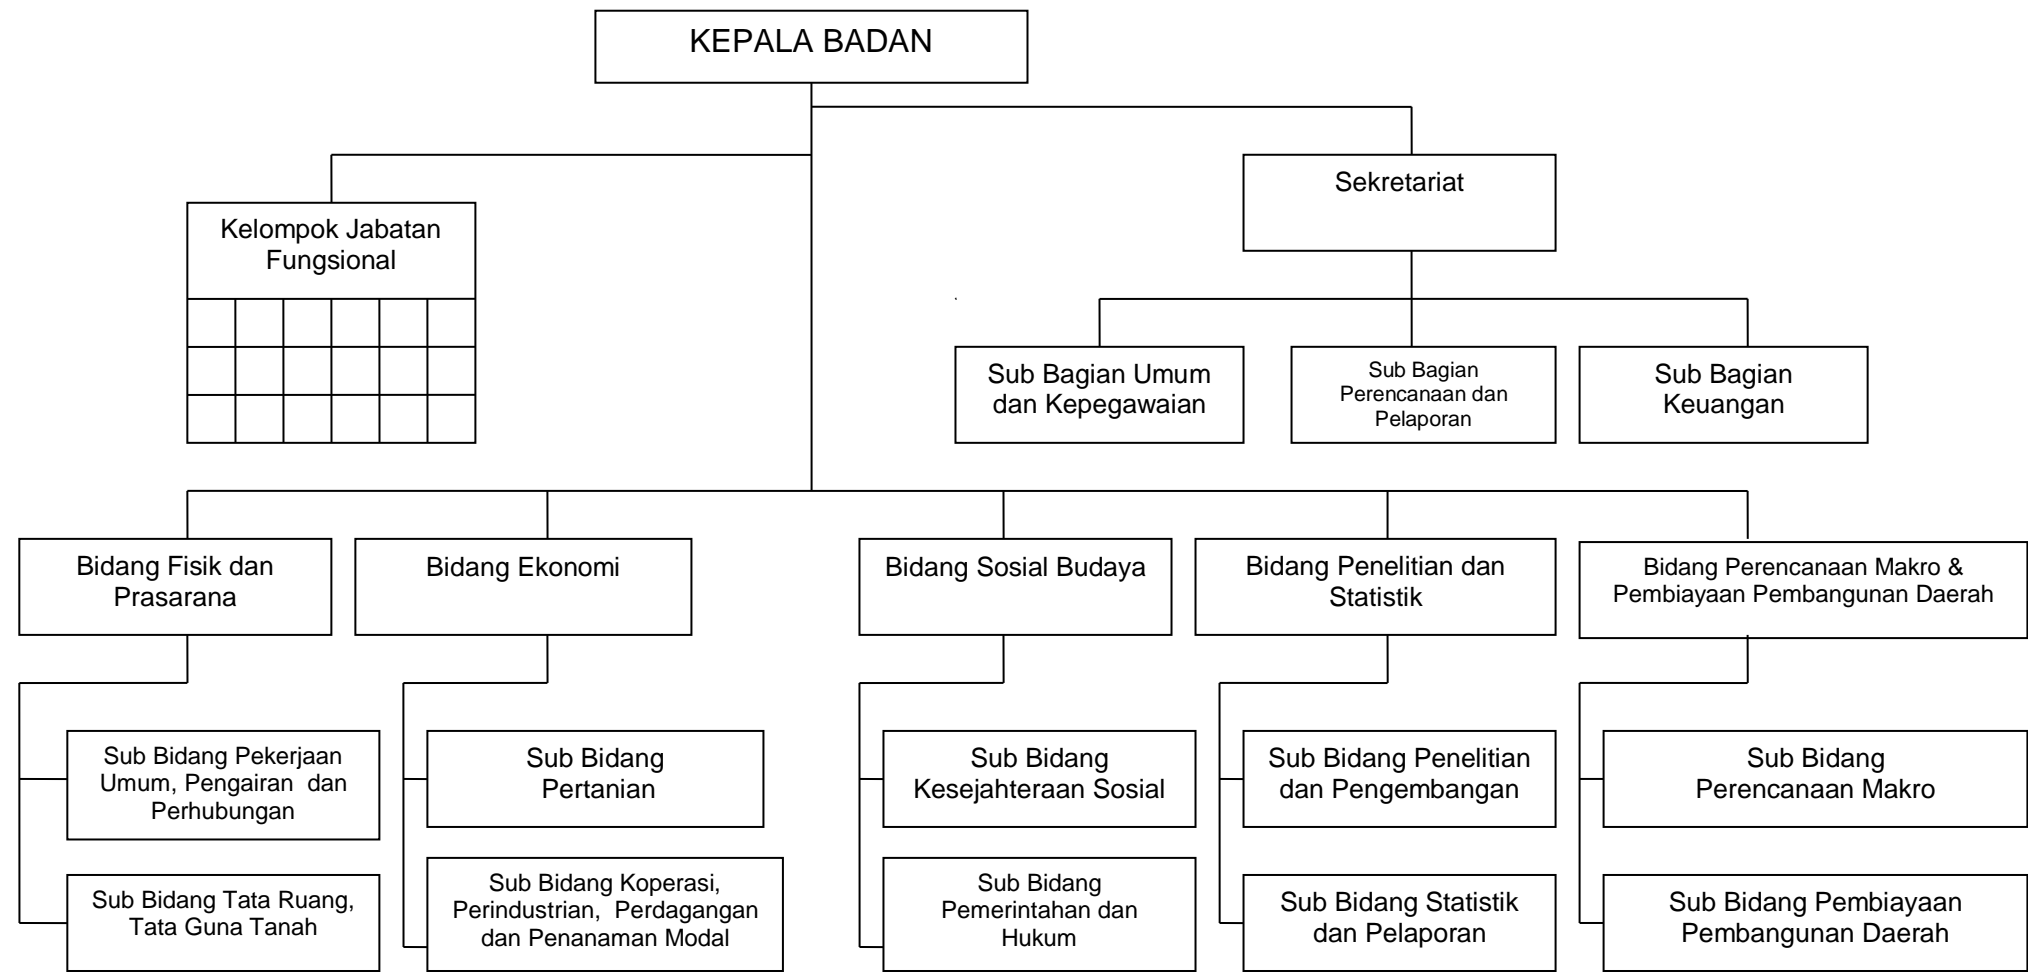 KEPALA BADAN
Sekretariat
Kelompok Jabatan
Fungsional
Sub Bagian Umum
dan Kepegawaian
Sub Bagian
Perencanaan dan
Pelaporan
Sub Bagian
Keuangan
Bidang Fisik dan
Prasarana
Bidang Ekonomi
Bidang Sosial Budaya
Bidang Penelitian dan
Statistik
Bidang Perencanaan Makro &
Pembiayaan Pembangunan Daerah
Sub Bidang Pekerjaan
Umum, Pengairan dan
Perhubungan
Sub Bidang
Pertanian
Sub Bidang
Kesejahteraan Sosial
Sub Bidang Penelitian
dan Pengembangan
Sub Bidang
Perencanaan Makro
Sub Bidang Tata Ruang,
Tata Guna Tanah
Sub Bidang Koperasi,
Perindustrian, Perdagangan
dan Penanaman Modal
Sub Bidang
Pemerintahan dan
Hukum
Sub Bidang Statistik
dan Pelaporan
Sub Bidang Pembiayaan
Pembangunan Daerah